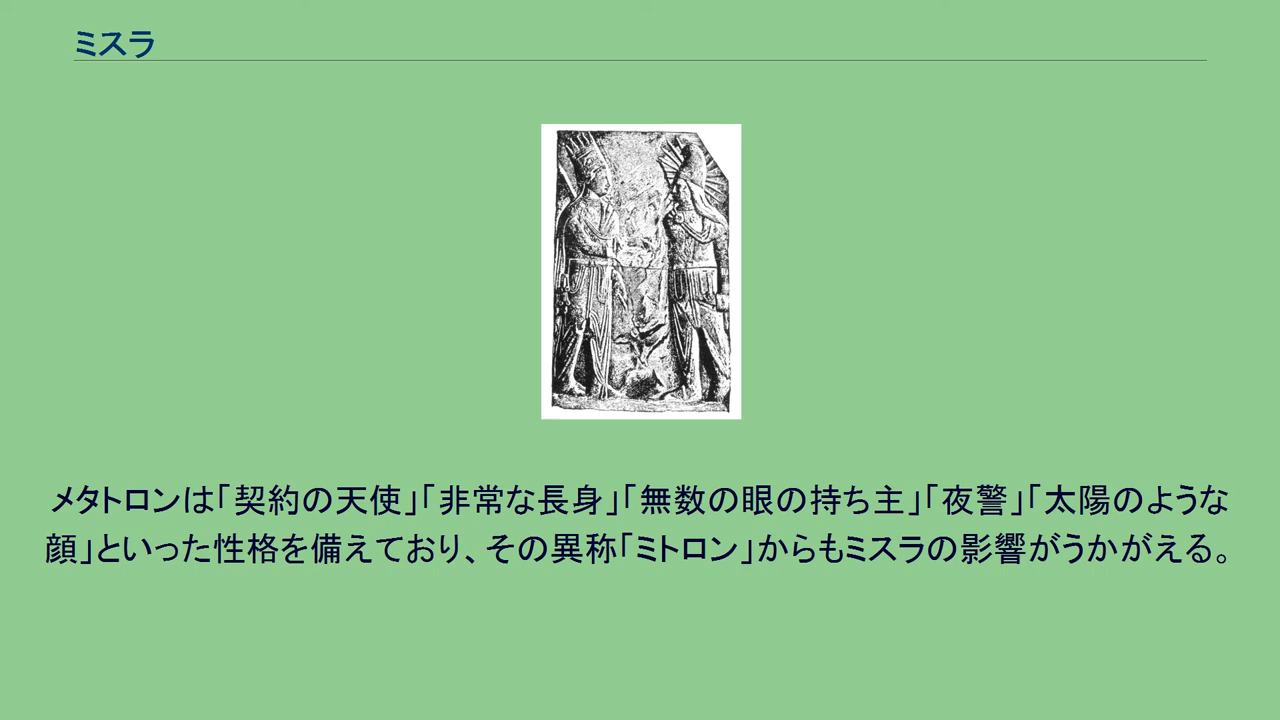 ミスラ
メタトロンは「契約の天使」「非常な長身」「無数の眼の持ち主」「夜警」「太陽のような
顔」といった性格を備えており、その異称「ミトロン」からもミスラの影響がうかがえる。